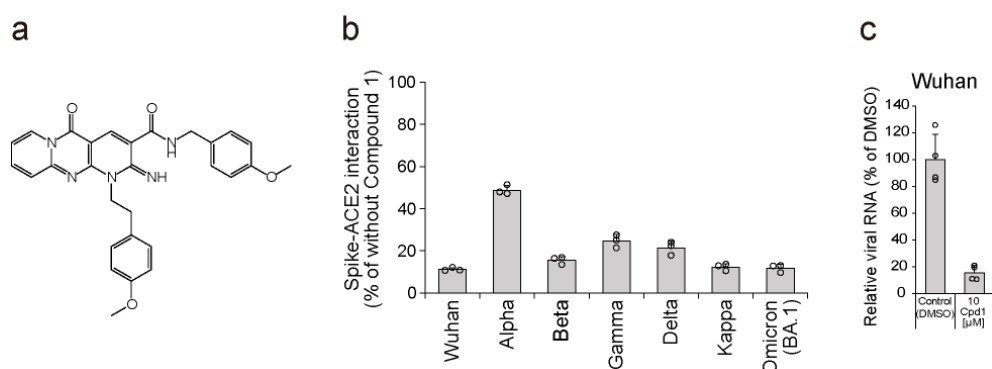 a
b
c
O
O
N
N
H
N
N
NH
O
O
Spike-ACE2 interaction
(% of without Compound 1)
100
80
60
40
20
0
Wuhan
Alpha
Beta
Gamma
Delta
Kappa
Omicron
(BA.1)
Wuhan
Relative viral RNA (% of DMSO)
140
120
100
80
60
40
20
0
Control
(DMSO)
10
Cpd1
[µM]